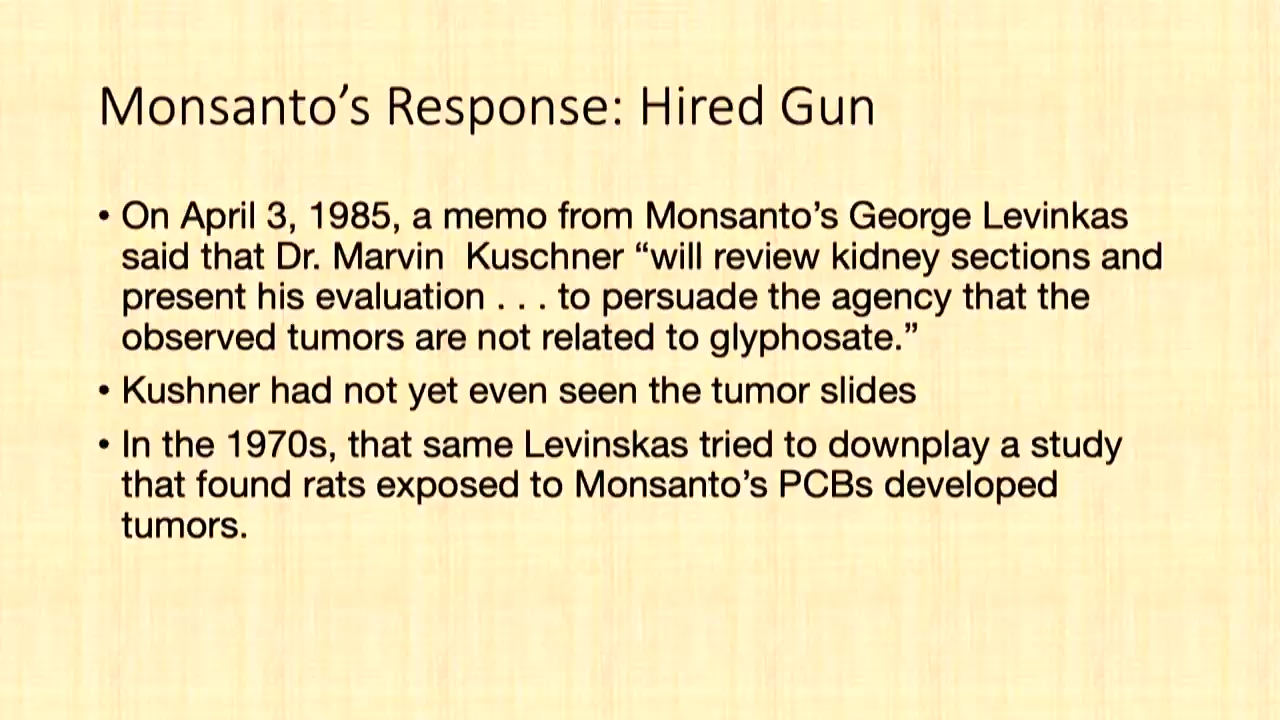 Monsanto’s Response: Hired Gun
• On April 3, 1985, a memo from Monsanto’s George Levinkas
said that Dr. Marvin  Kuschner “will review kidney sections and
present his evaluation . . . to persuade the agency that the
observed tumors are not related to glyphosate.”
• Kushner had not yet even seen the tumor slides
• In the 1970s, that same Levinskas tried to downplay a study
that found rats exposed to Monsanto’s PCBs developed
tumors.